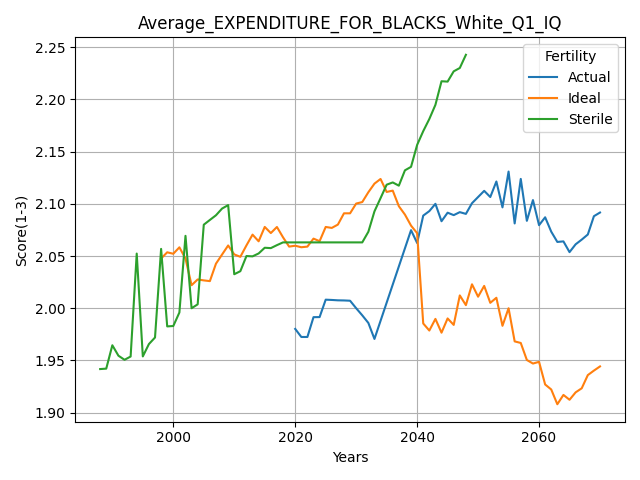 Average_EXPENDITURE_FOR_BLACKS_White_Q1_IQ
Fertility
Actual
Ideal
Sterile
Score(1-3)
2.25
2.20
2.15
2.10
2.05
2.00
1.95
1.90
2000 2020 2040 2060
Years